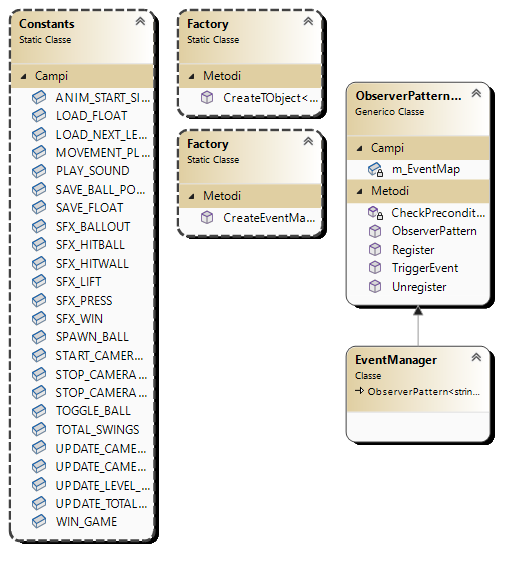 Constants
Static Classe
Campi
ANIM_START_SI...
LOAD_FLOAT
LOAD_NEXT_LE...
MOVEMENT_PL...
PLAY_SOUND
SAVE_BALL_PO...
SAVE_FLOAT
SFX_BALLOUT
SFX_HITBALL
SFX_HITWALL
SFX_LIFT
SFX_PRESS
SFX_WIN
SPAWN_BALL
START_CAMER...
STOP_CAMERA...
STOP_CAMERA...
TOGGLE_BALL
TOTAL_SWINGS
UPDATE_CAME...
UPDATE_CAME...
UPDATE_LEVEL_...
UPDATE_TOTAL...
WIN_GAME
Factory
Static Classe
Metodi
CreateTObject<...
Factory
Static Classe
Metodi
CreateEventMa...
ObserverPattern...
Generico Classe
Campi
m_EventMap
Metodi
CheckPrecondit...
ObserverPattern
Register
TriggerEvent
Unregister
EventManager
Classe
ObserverPattern<strin...